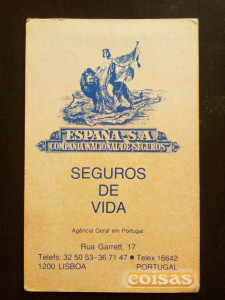 ESPAÑA-S.A.
COMPAÑIA NACIONAL DE SEGUROS
SEGUROS
DE
VIDA
Agência Geral em Portugal
Rua Garrett, 17
Telefs: 32 50 53 - 36 71 47 • Telex 16642
1200 LISBOA PORTUGAL
coisas